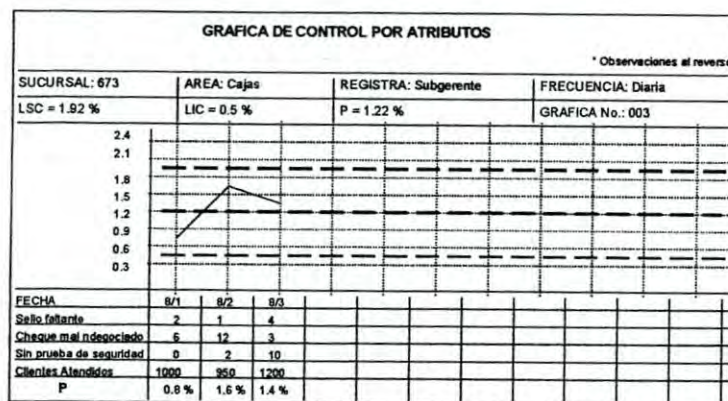 GRAFICA DE CONTROL POR ATRIBUTOS
* Observaciones al reverso
SUCURSAL: 673 AREA: Cajas REGISTRA: Subgerente FRECUENCIA: Diaria
LSC = 1.92 % LIC = 0.5 % P = 1.22 % GRAFICA No.: 003
2.4
2.1
1.8
1.5
1.2
0.9
0.6
0.3
FECHA 8/1 8/2 8/3
Sello faltante 2 1 4
Cheque mal ndegociado 6 12 3
Sin prueba de seguridad 0 2 10
Clientes Atendidos 1000 950 1200
P 0.8 % 1.6 % 1.4 %